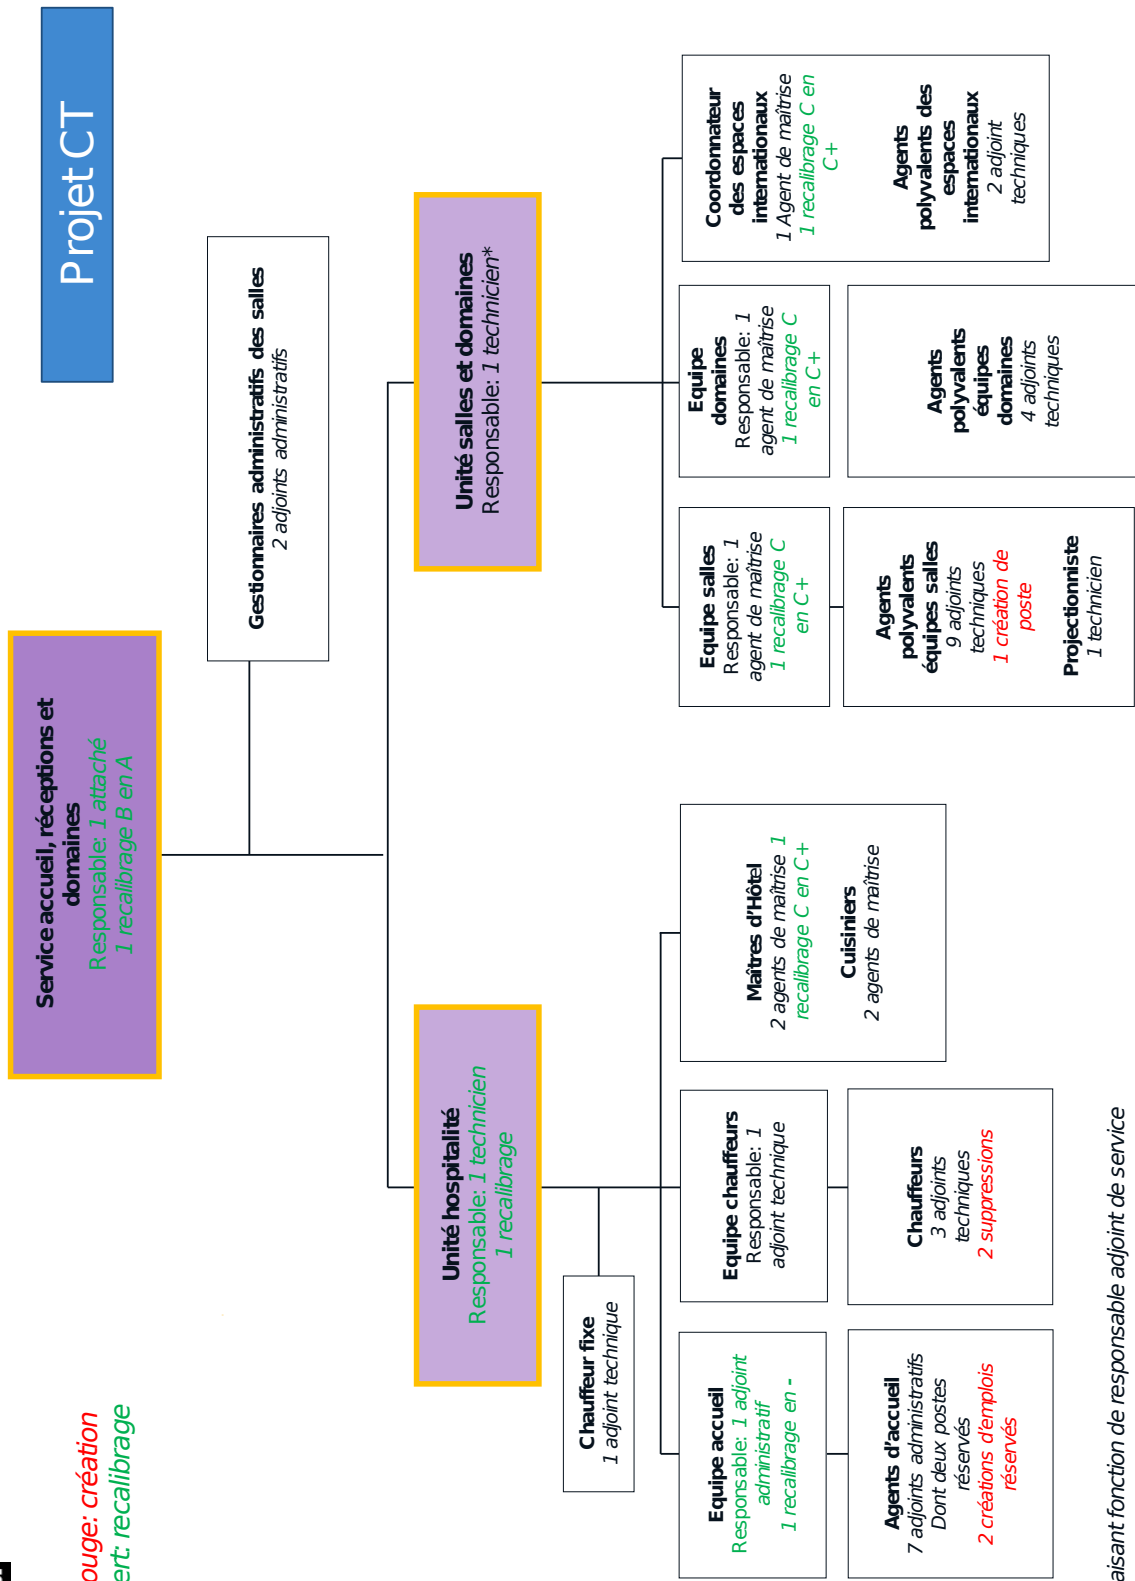 Projet CT
ouge: création
ert: recalibrage
Service accueil, réceptions et
domaines
Responsable: 1 attaché
1 recalibrage B en A
Gestionnaires administratifs des salles
2 adjoints administratifs
Unité hospitalité
Responsable: 1 technicien
1 recalibrage
Unité salles et domaines
Responsable: 1 technicien*
Chauffeur fixe
1 adjoint technique
Equipe accueil
Responsable: 1 adjoint
administratif
1 recalibrage en -
Agents d'accueil
7 adjoints administratifs
Dont deux postes
réservés
2 créations d'emplois
réservés
Equipe chauffeurs
Responsable: 1
adjoint technique
Chauffeurs
3 adjoints
techniques
2 suppressions
Maîtres d'Hôtel
2 agents de maîtrise 1
recalibrage C en C+
Cuisiniers
2 agents de maîtrise
Equipe salles
Responsable: 1
agent de maîtrise
1 recalibrage C
en C+
Agents
polyvalents
équipes salles
9 adjoints
techniques
1 création de
poste
Projectionniste
1 technicien
Equipe
domaines
Responsable: 1
agent de maîtrise
1 recalibrage C
en C+
Agents
polyvalents
équipes
domaines
4 adjoints
techniques
Coordonnateur
des espaces
internationaux
1 Agent de maîtrise
1 recalibrage C en
C+
Agents
polyvalents des
espaces
internationaux
2 adjoint
techniques
aisant fonction de responsable adjoint de service